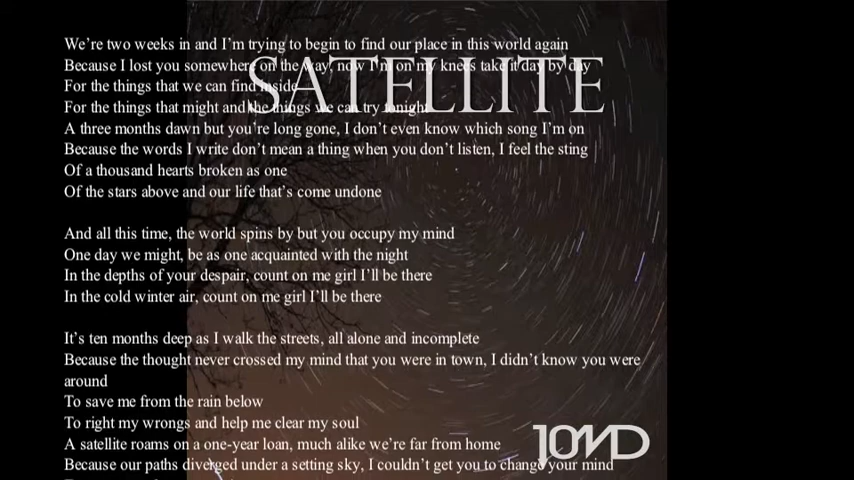 SATELLITE
We're two weeks in and I'm trying to begin to find our place in this world again
Because I lost you somewhere on the way, now I'm on my knees take it day by day
For the things that we can find inside
For the things that might and the things we can try tonight
A three months dawn but you're long gone, I don't even know which song I'm on
Because the words I write don't mean a thing when you don't listen, I feel the sting
Of a thousand hearts broken as one
Of the stars above and our life that's come undone
And all this time, the world spins by but you occupy my mind
One day we might, be as one acquainted with the night
In the depths of your despair, count on me girl I'll be there
In the cold winter air, count on me girl I'll be there
It's ten months deep as I walk the streets, all alone and incomplete
Because the thought never crossed my mind that you were in town, I didn't know you were
around
To save me from the rain below
To right my wrongs and help me clear my soul
A satellite roams on a one-year loan, much alike we're far from home
Because our paths diverged under a setting sky, I couldn't get you to change your mind